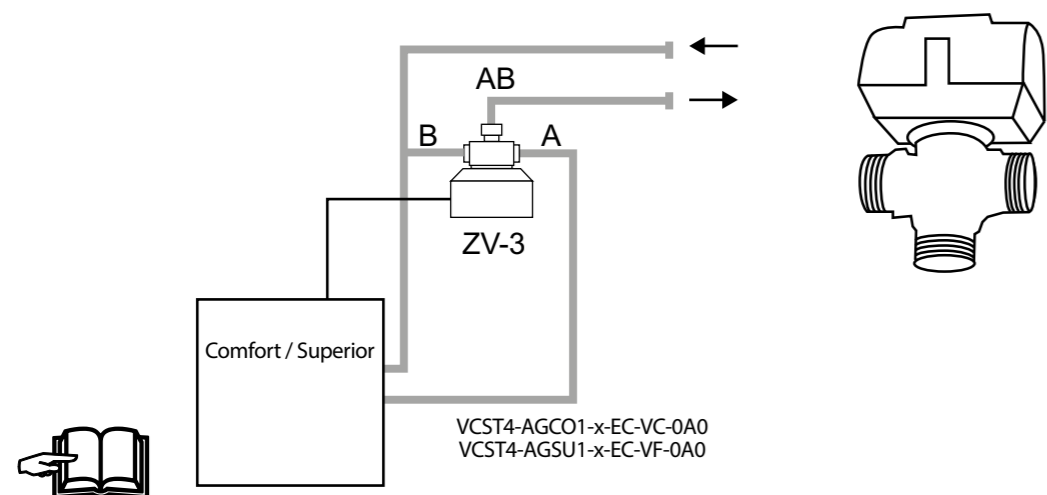 AB
B
A
ZV-3
Comfort / Superior
VCST4-AGCO1-x-EC-VC-0A0
VCST4-AGSU1-x-EC-VF-0A0